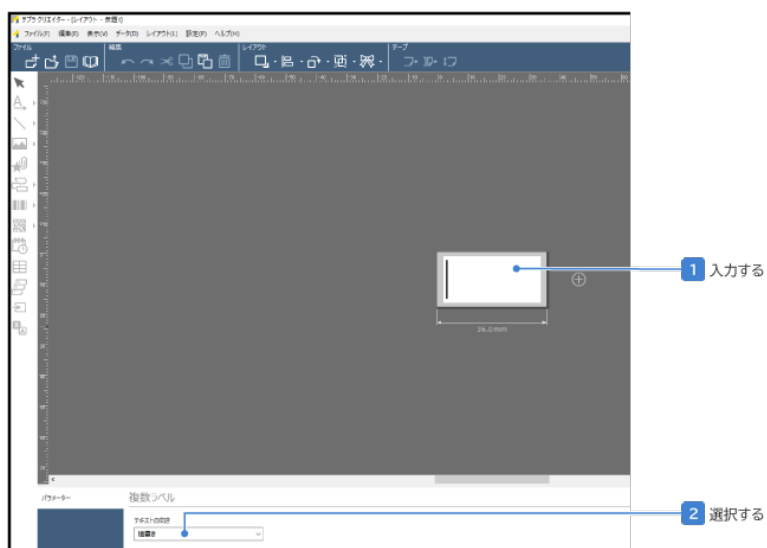 テプラクリエイター - [レイアウト - 無題1]
ファイル(F) 編集(E) 表示(V) データ(D) レイアウト(L) 設定(P) ヘルプ(H)
ファイル 編集 レイアウト テープ
1 入力する
26.0 mm
パラメーター 複数ラベル
テキストの向き
横書き
2 選択する